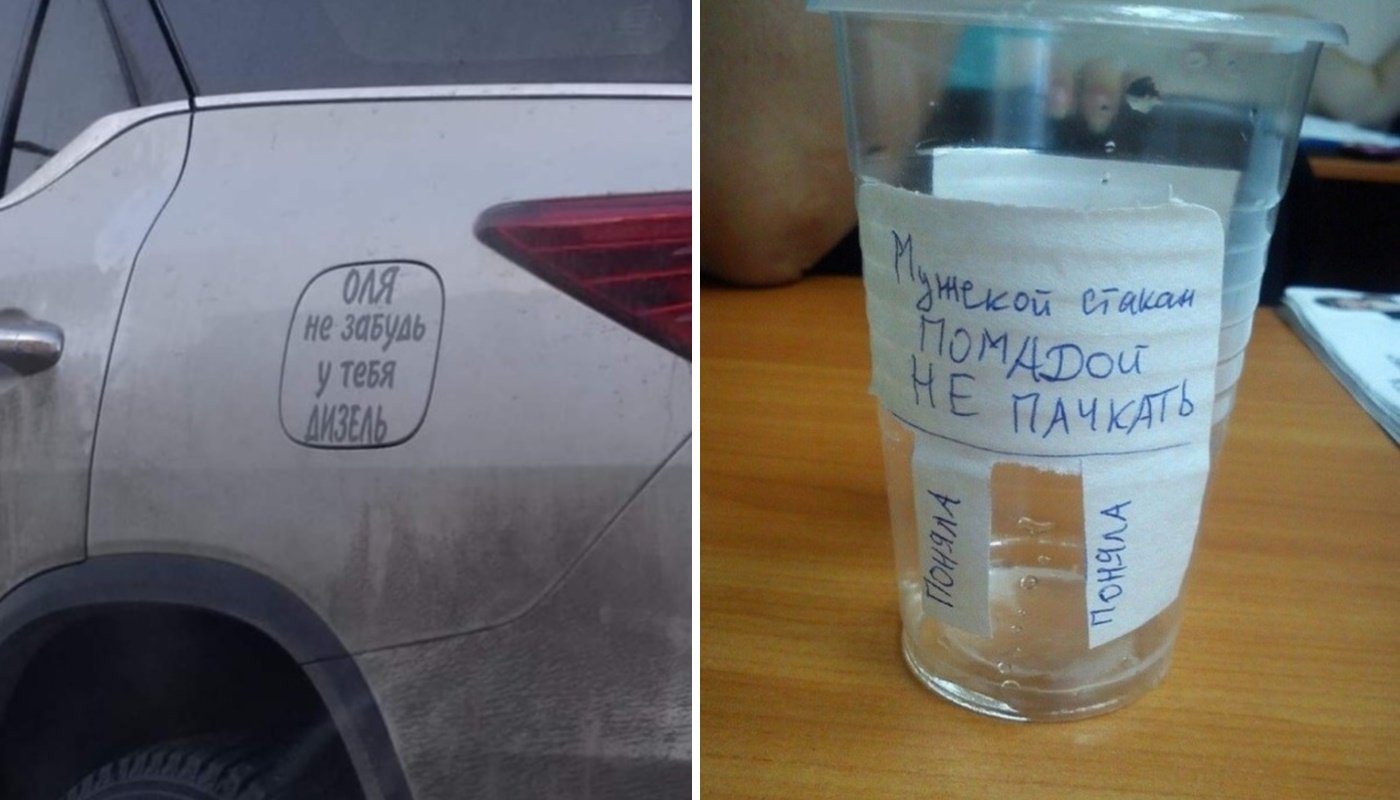 ОЛЯ
не забудь
у тебя
ДИЗЕЛЬ
Мужской стакан
ПОМАДОЙ
НЕ ПАЧКАТЬ
ПОНЯЛА
ПОНЯЛА